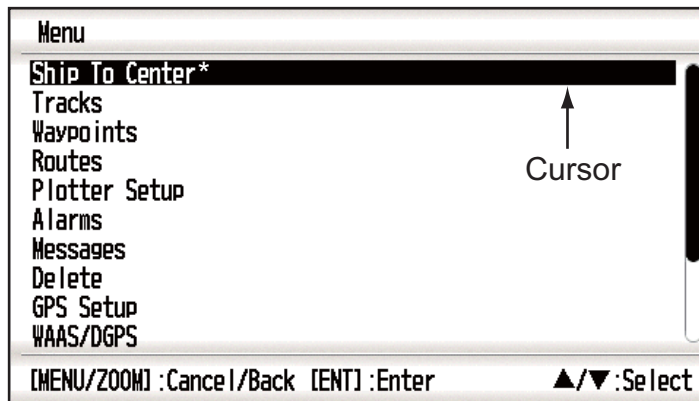 Menu
Ship To Center*
Tracks
Waypoints
Routes
Plotter Setup
Alarms
Messages
Delete
GPS Setup
WAAS/DGPS
Cursor
[MENU/ZOOM]:Cancel/Back [ENT]:Enter ▲/▼:Select